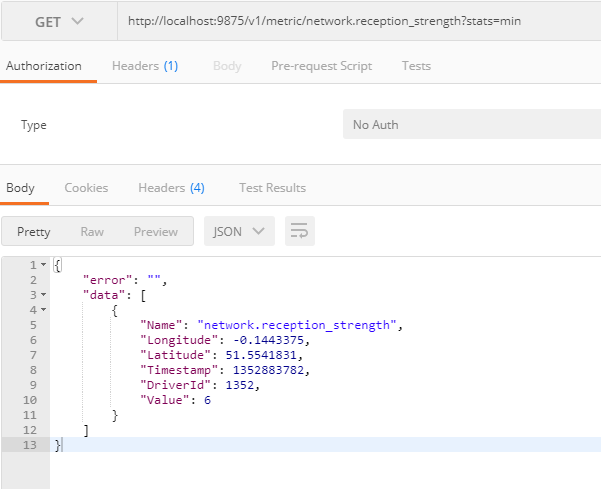 GET http://localhost:9875/v1/metric/network.reception_strength?stats=min
Authorization Headers (1) Body Pre-request Script Tests
Type No Auth
Body Cookies Headers (4) Test Results
Pretty Raw Preview JSON
1 {
2 "error": "",
3 "data": [
4 {
5 "Name": "network.reception_strength",
6 "Longitude": -0.1443375,
7 "Latitude": 51.5541831,
8 "Timestamp": 1352883782,
9 "DriverId": 1352,
10 "Value": 6
11 }
12 ]
13 }